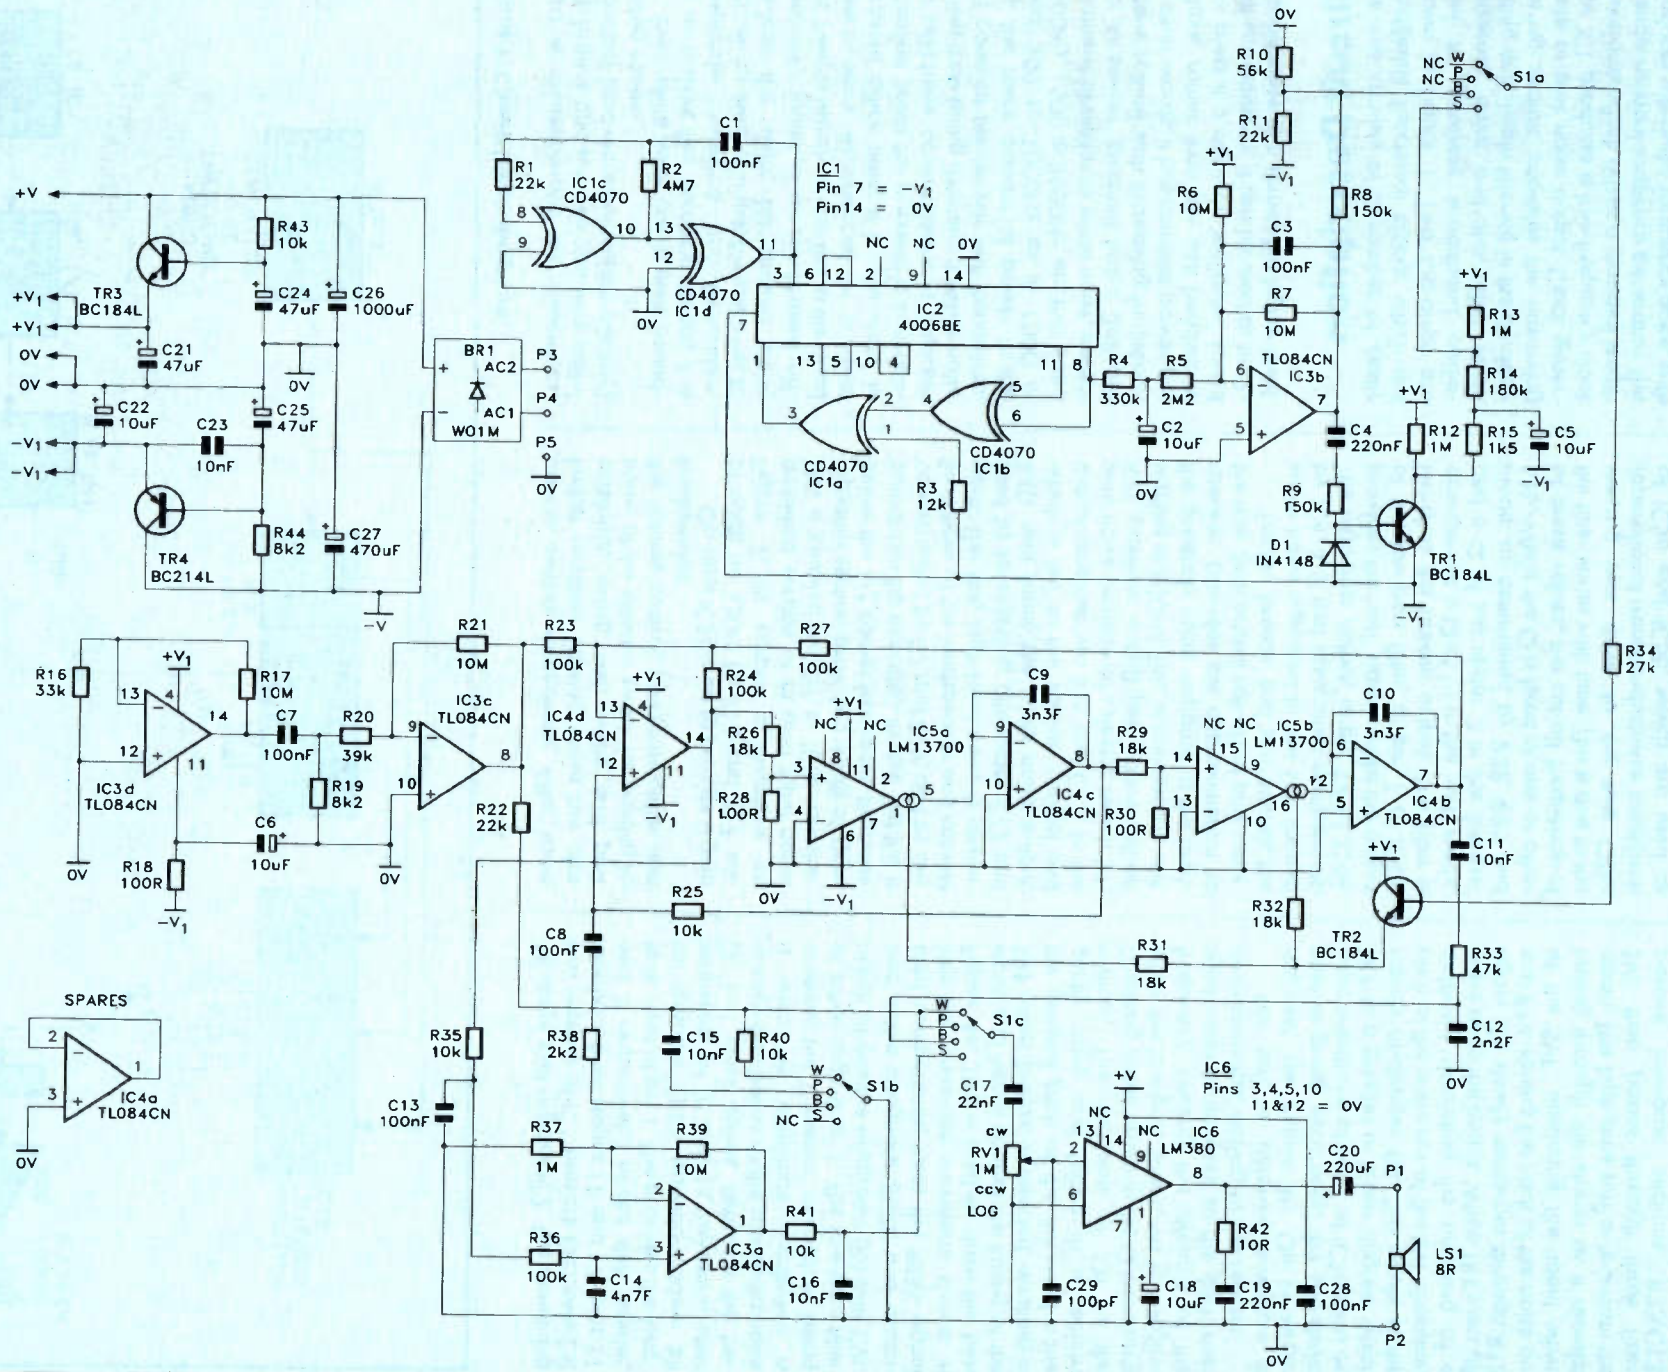 0V
R10
56k
NC W
NC P
B
S
S1a
R11
22k
-V1
C1
100nF
R1
22k
R2
4M7
IC1c
CD4070
8
9
10
13
12
11
CD4070
IC1d
0V
IC1
Pin 7 = -V1
Pin14 = 0V
+V1
R6
10M
R8
150k
C3
100nF
R7
10M
NC
NC
0V
3
6
12
2
9
14
IC2
4006BE
7
1
13
5
10
4
11
8
R4
330k
R5
2M2
6
5
7
TL084CN
IC3b
C2
10uF
0V
C4
220nF
R9
150k
D1
IN4148
+V1
R13
1M
R14
180k
+V1
R12
1M
R15
1k5
C5
10uF
-V1
TR1
BC184L
-V1
3
2
1
CD4070
IC1a
4
5
6
CD4070
IC1b
R3
12k
+V
R43
10k
TR3
BC184L
+V1
+V1
0V
0V
-V1
-V1
C24
47uF
C26
1000uF
C21
47uF
0V
C22
10uF
C23
10nF
C25
47uF
BR1
+
AC2
-
AC1
W01M
P3
P4
P5
0V
TR4
BC214L
R44
8k2
C27
470uF
-V
R16
33k
+V1
R17
10M
13
4
14
12
11
IC3d
TL084CN
C7
100nF
R20
39k
R19
8k2
C6
10uF
R18
100R
0V
-V1
0V
R21
10M
IC3c
TL084CN
9
10
8
R22
22k
R23
100k
IC4d
TL084CN
+V1
13
4
12
14
11
-V1
R24
100k
R27
100k
R26
18k
R28
100R
0V
NC
+V1
NC
IC5a
LM13700
8
11
2
3
4
6
7
1
5
-V1
C9
3n3F
9
10
8
IC4c
TL084CN
R29
18k
R30
100R
NC
NC
15
9
IC5b
LM13700
14
13
10
16
12
C10
3n3F
6
5
7
IC4b
TL084CN
R34
27k
C11
10nF
+V1
TR2
BC184L
R32
18k
R31
18k
R33
47k
C12
2n2F
0V
R25
10k
C8
100nF
SPARES
2
3
1
IC4a
TL084CN
0V
R35
10k
R38
2k2
C15
10nF
R40
10k
W
P
B
S
NC
S1b
W
P
B
S
S1c
C17
22nF
C13
100nF
R37
1M
R39
10M
2
3
1
IC3a
TL084CN
R36
100k
C14
4n7F
R41
10k
C16
10nF
cw
RV1
1M
ccw
LOG
+V
IC6
Pins 3,4,5,10
11&12 = 0V
NC
13
14
NC
9
IC6
LM380
2
6
7
1
8
C20
220uF
P1
R42
10R
LS1
8R
C29
100pF
C18
10uF
C19
220nF
C28
100nF
P2
0V